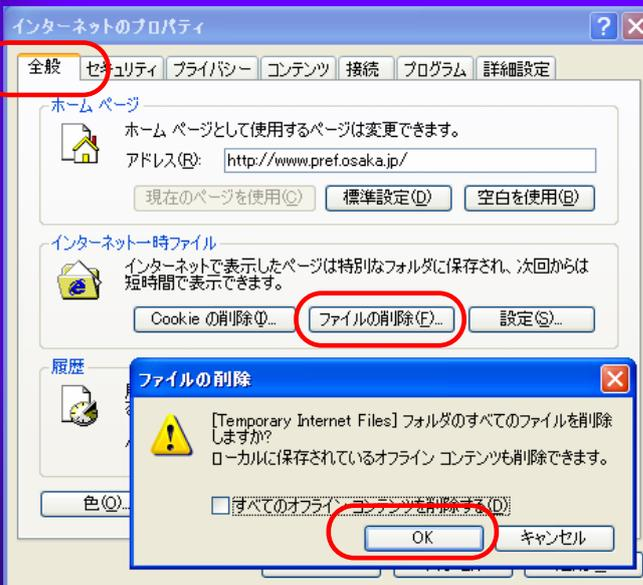 インターネットのプロパティ
全般 セキュリティ プライバシー コンテンツ 接続 プログラム 詳細設定
ホーム ページ
ホーム ページとして使用するページは変更できます。
アドレス(R): http://www.pref.osaka.jp/
現在のページを使用(C) 標準設定(D) 空白を使用(B)
インターネット一時ファイル
インターネットで表示したページは特別なフォルダに保存され、次回からは
短時間で表示できます。
Cookie の削除(I)... ファイルの削除(F)... 設定(S)...
履歴
ファイルの削除
[Temporary Internet Files] フォルダのすべてのファイルを削除
しますか?
ローカルに保存されているオフライン コンテンツも削除できます。
すべてのオフライン コンテンツを削除する(D)
色(O)...
OK キャンセル